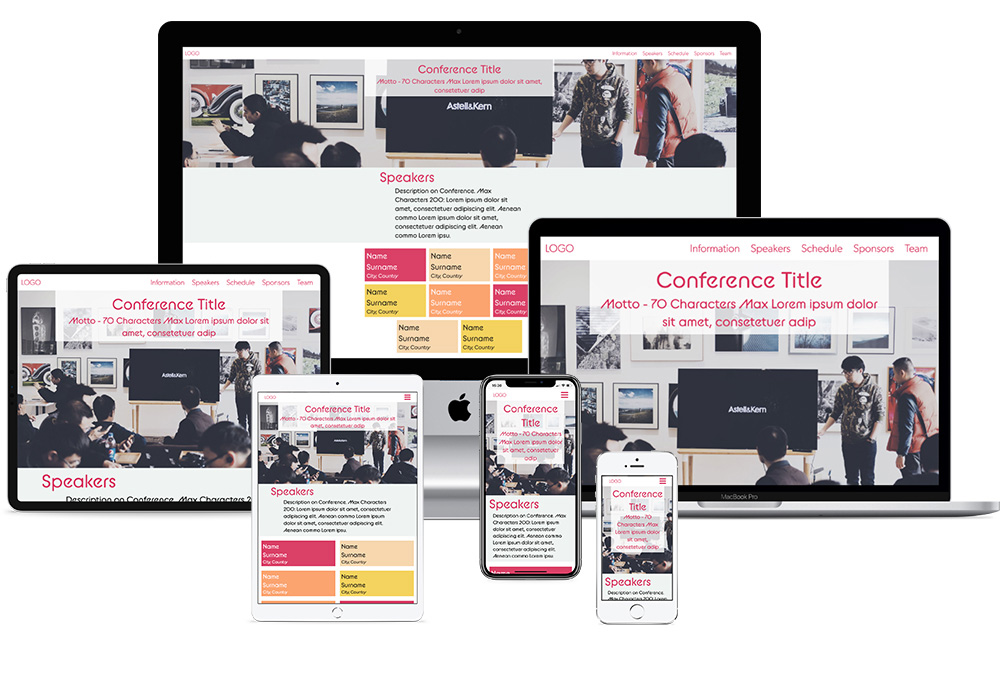 LOGO
Information Speakers Schedule Sponsors Team
Conference Title
Motto - 70 Characters Max Lorem ipsum dolor sit amet,
consetetuer adip
Astell&Kern
Speakers
Description on Conference. Max
Characters 200: Lorem ipsum dolor sit
amet, consectetuer adipiscing elit. Aenean
commo Lorem ipsum dolor sit amet,
consectetuer adipiscing elit. Aenean
commo Lorem ipsu.
Name
Surname
City, Country
Name
Surname
City, Country
Name
Surname
City, Country
Name
Surname
City, Country
Name
Surname
City, Country
Name
Surname
City, Country
Name
Surname
City, Country
Name
Surname
City, Country
LOGO
Information Speakers Schedule Sponsors Team
Conference Title
Motto - 70 Characters Max Lorem ipsum dolor
sit amet, consetetuer adip
Astell&Kern
MacBook Pro
LOGO
Information Speakers Schedule Sponsors Team
Conference Title
Motto - 70 Characters Max Lorem ipsum dolor sit
amet, consetetuer adip
Astell&Kern
Speakers
Description on Conference. Max Characters 200:
LOGO
Conference Title
Motto - 70 Characters Max Lorem ipsum dolor sit
amet, consetetuer adip
Speakers
Description on Conference. Max Characters
200: Lorem ipsum dolor sit amet, consectetuer
adipiscing elit. Aenean commo Lorem ipsum
dolor sit amet, consectetuer adipiscing elit.
Aenean commo Lorem ipsu.
Name
Surname
City, Country
Name
Surname
City, Country
Name
Surname
City, Country
Name
Surname
City, Country
LOGO
Conference
Title
Motto - 70 Characters
Max Lorem ipsum dolor
sit amet, consetetuer
adip
Speakers
Description on Conference. Max
Characters 200: Lorem ipsum dolor
sit amet, consectetuer adipiscing
elit. Aenean commo Lorem ipsum
dolor sit amet, consectetuer
adipiscing elit. Aenean commo
Lorem ipsu.
LOGO
Conference
Title
Motto - 70
Characters Max
Lorem ipsum dolor
sit amet,
consetetuer adip
Speakers
Description on Conference.
Max Characters 200: Lorem